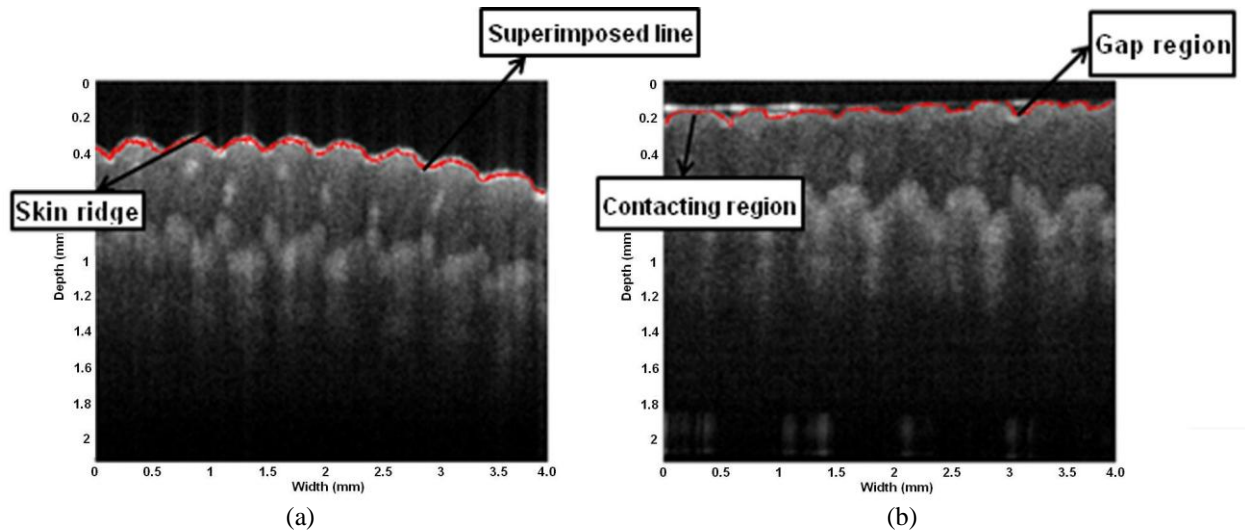 Superimposed line
Gap region
Skin ridge
Contacting region
0
0.2
0.4
Depth (mm
1
1.2
1.4
1.6
1.8
2
0 0.5 1 1.5 2 2.5 3 3.5 4.0
Width (mm)
(a)
0
0.2
0.4
Depth (mm
1
1.2
1.4
1.6
1.8
2
0 0.5 1 1.5 2 2.5 3 3.5 4.0
Width (mm)
(b)